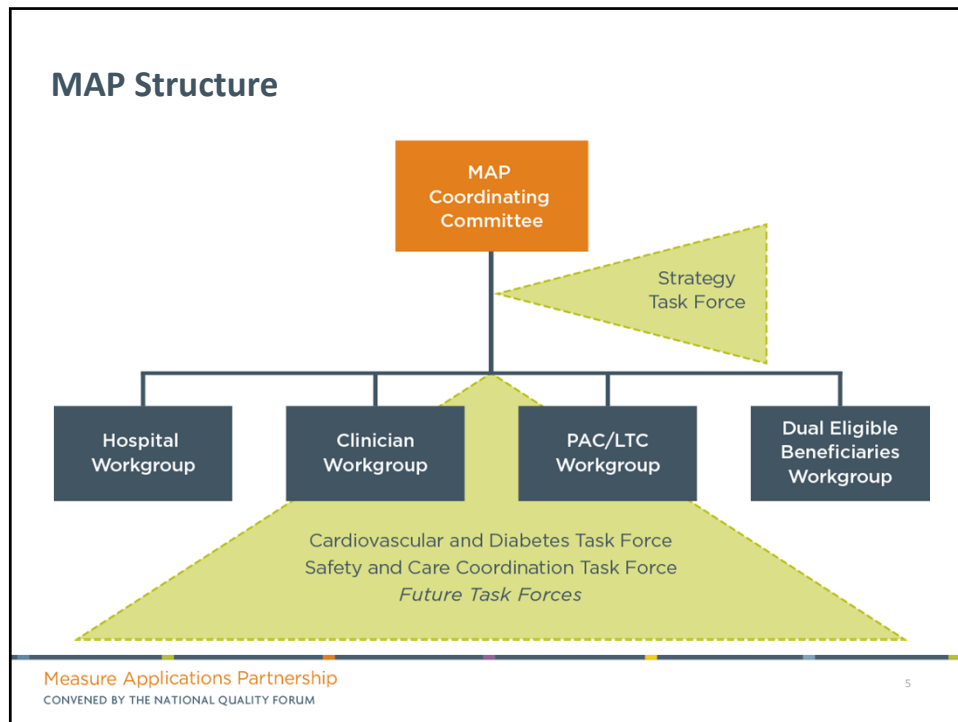 MAP Structure
MAP
Coordinating
Committee
Strategy
Task Force
Hospital
Workgroup
Clinician
Workgroup
PAC/LTC
Workgroup
Dual Eligible
Beneficiaries
Workgroup
Cardiovascular and Diabetes Task Force
Safety and Care Coordination Task Force
Future Task Forces
Measure Applications Partnership
CONVENED BY THE NATIONAL QUALITY FORUM
5